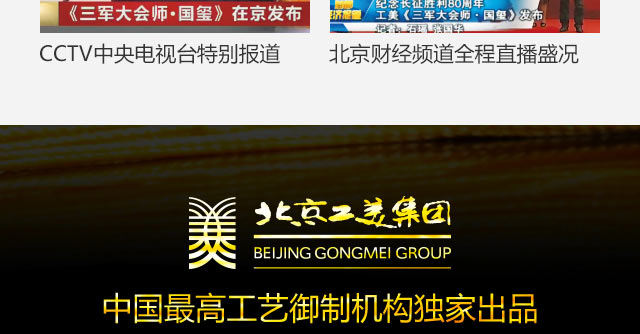 《三军大会师·国玺》在京发布
纪念长征胜利80周年
工美《三军大会师·国玺》发布
CCTV中央电视台特别报道
北京财经频道全程直播盛况
北京工美集团
BEIJING GONGMEI GROUP
中国最高工艺御制机构独家出品